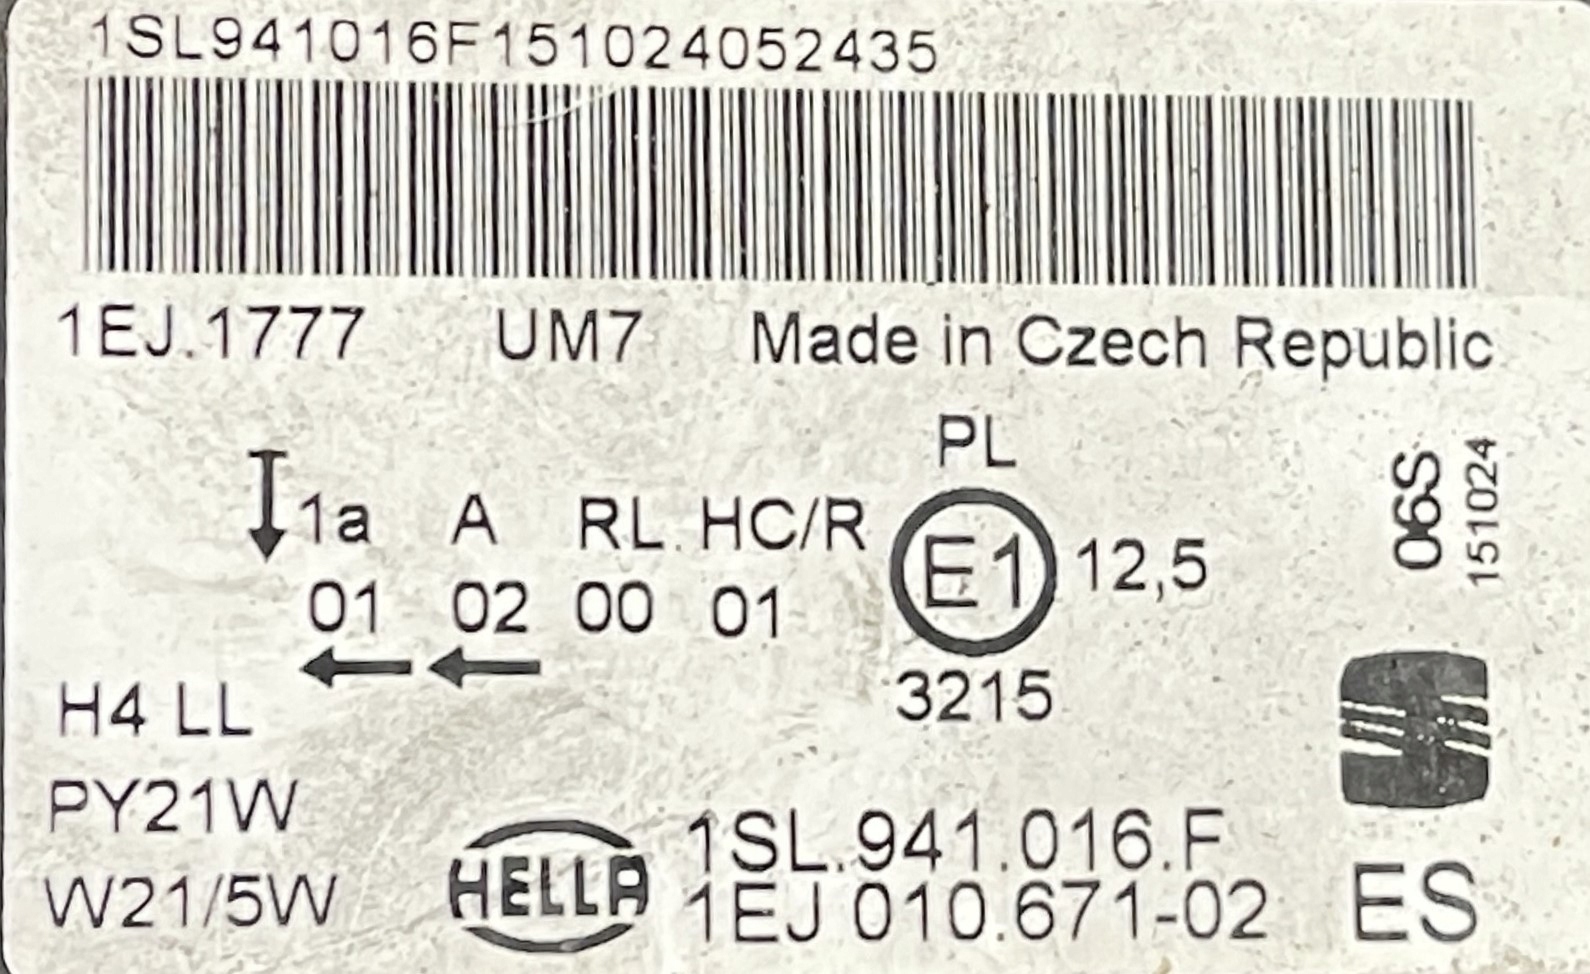 1SL941016F151024052435
1EJ.1777 UM7 Made in Czech Republic
PL
1a A RL HC/R E1 12,5
01 02 00 01
3215
06S
151024
H4 LL
PY21W
W21/5W
HELLA
1SL.941.016.F
1EJ 010.671-02
ES